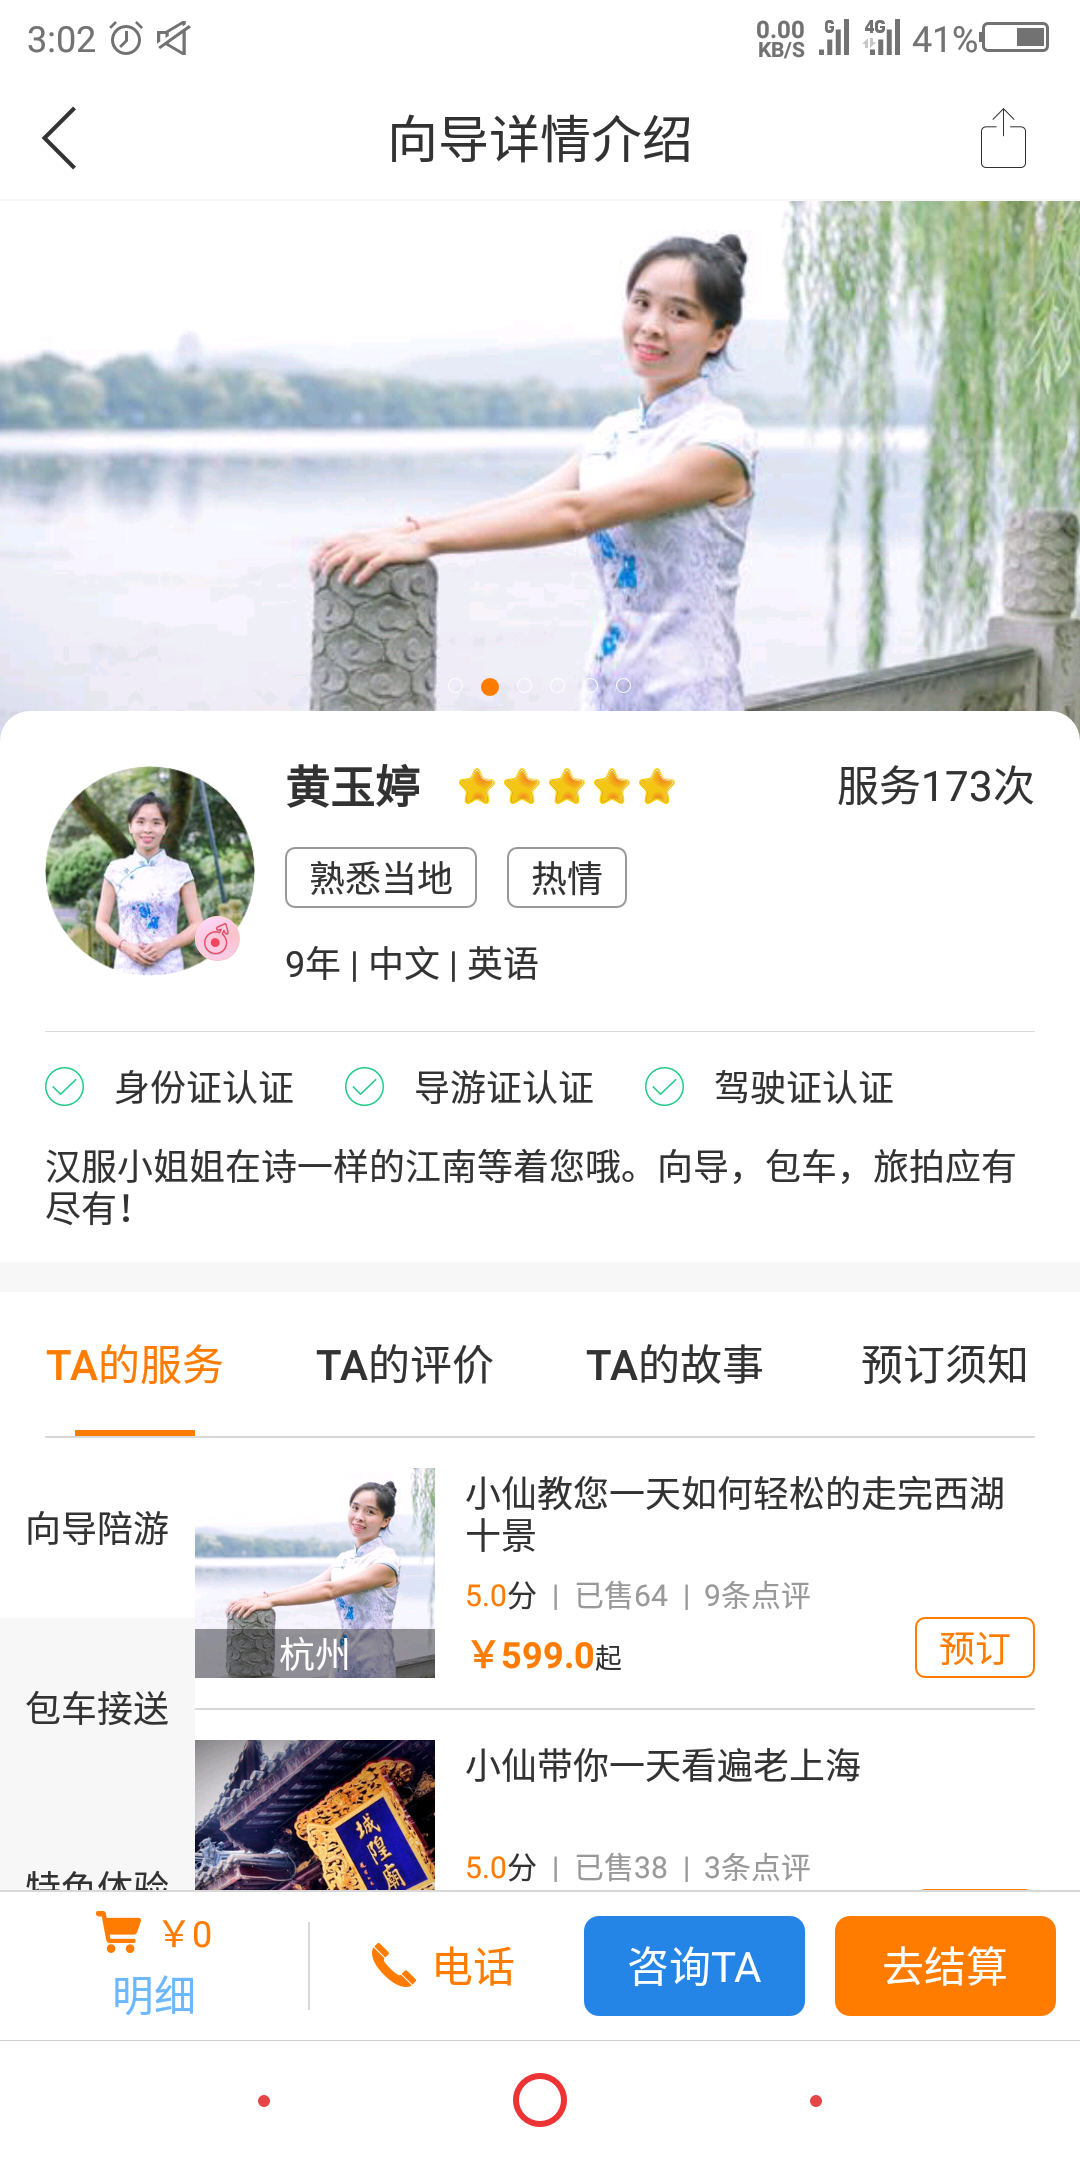 3:02
0.00 KB/S
G
4G
41%
向导详情介绍
黄玉婷
服务173次
熟悉当地
热情
9年 | 中文 | 英语
身份证认证
导游证认证
驾驶证认证
汉服小姐姐在诗一样的江南等着您哦。向导，包车，旅拍应有
尽有！
TA的服务
TA的评价
TA的故事
预订须知
向导陪游
包车接送
特色体验
杭州
小仙教您一天如何轻松的走完西湖
十景
5.0分 | 已售64 | 9条点评
￥599.0起
预订
城隍廟
小仙带你一天看遍老上海
5.0分 | 已售38 | 3条点评
￥0
明细
电话
咨询TA
去结算